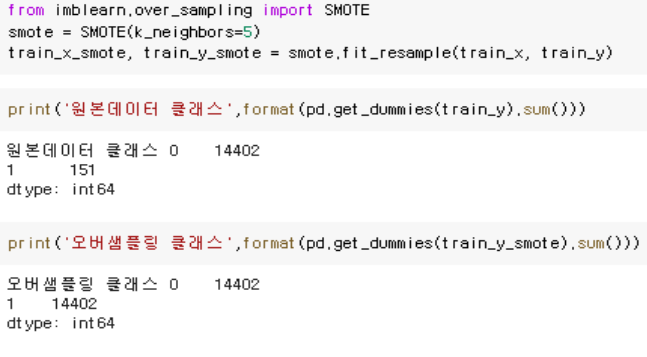 from imblearn.over_sampling import SMOTE
smote = SMOTE(k_neighbors=5)
train_x_smote, train_y_smote = smote.fit_resample(train_x, train_y)
print('원본데이터 클래스',format(pd.get_dummies(train_y).sum()))
원본데이터 클래스 0    14402
1      151
dtype: int64
print('오버샘플링 클래스',format(pd.get_dummies(train_y_smote).sum()))
오버샘플링 클래스 0    14402
1    14402
dtype: int64